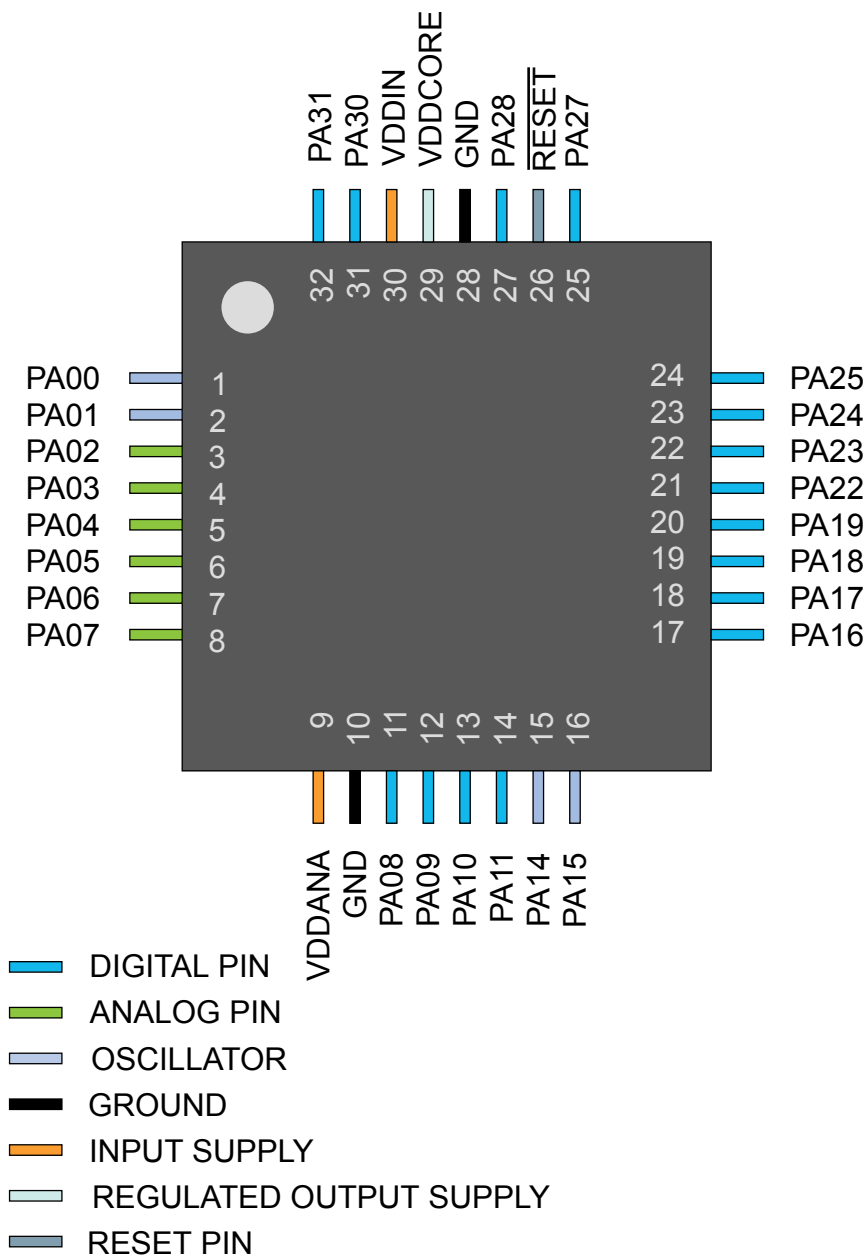 PA31
PA30
VDDIN
VDDCORE
GND
PA28
RESET
PA27
32
31
30
29
28
27
26
25
PA00 1
PA01 2
PA02 3
PA03 4
PA04 5
PA05 6
PA06 7
PA07 8
24 PA25
23 PA24
22 PA23
21 PA22
20 PA19
19 PA18
18 PA17
17 PA16
9
10
11
12
13
14
15
16
VDDANA
GND
PA08
PA09
PA10
PA11
PA14
PA15
DIGITAL PIN
ANALOG PIN
OSCILLATOR
GROUND
INPUT SUPPLY
REGULATED OUTPUT SUPPLY
RESET PIN